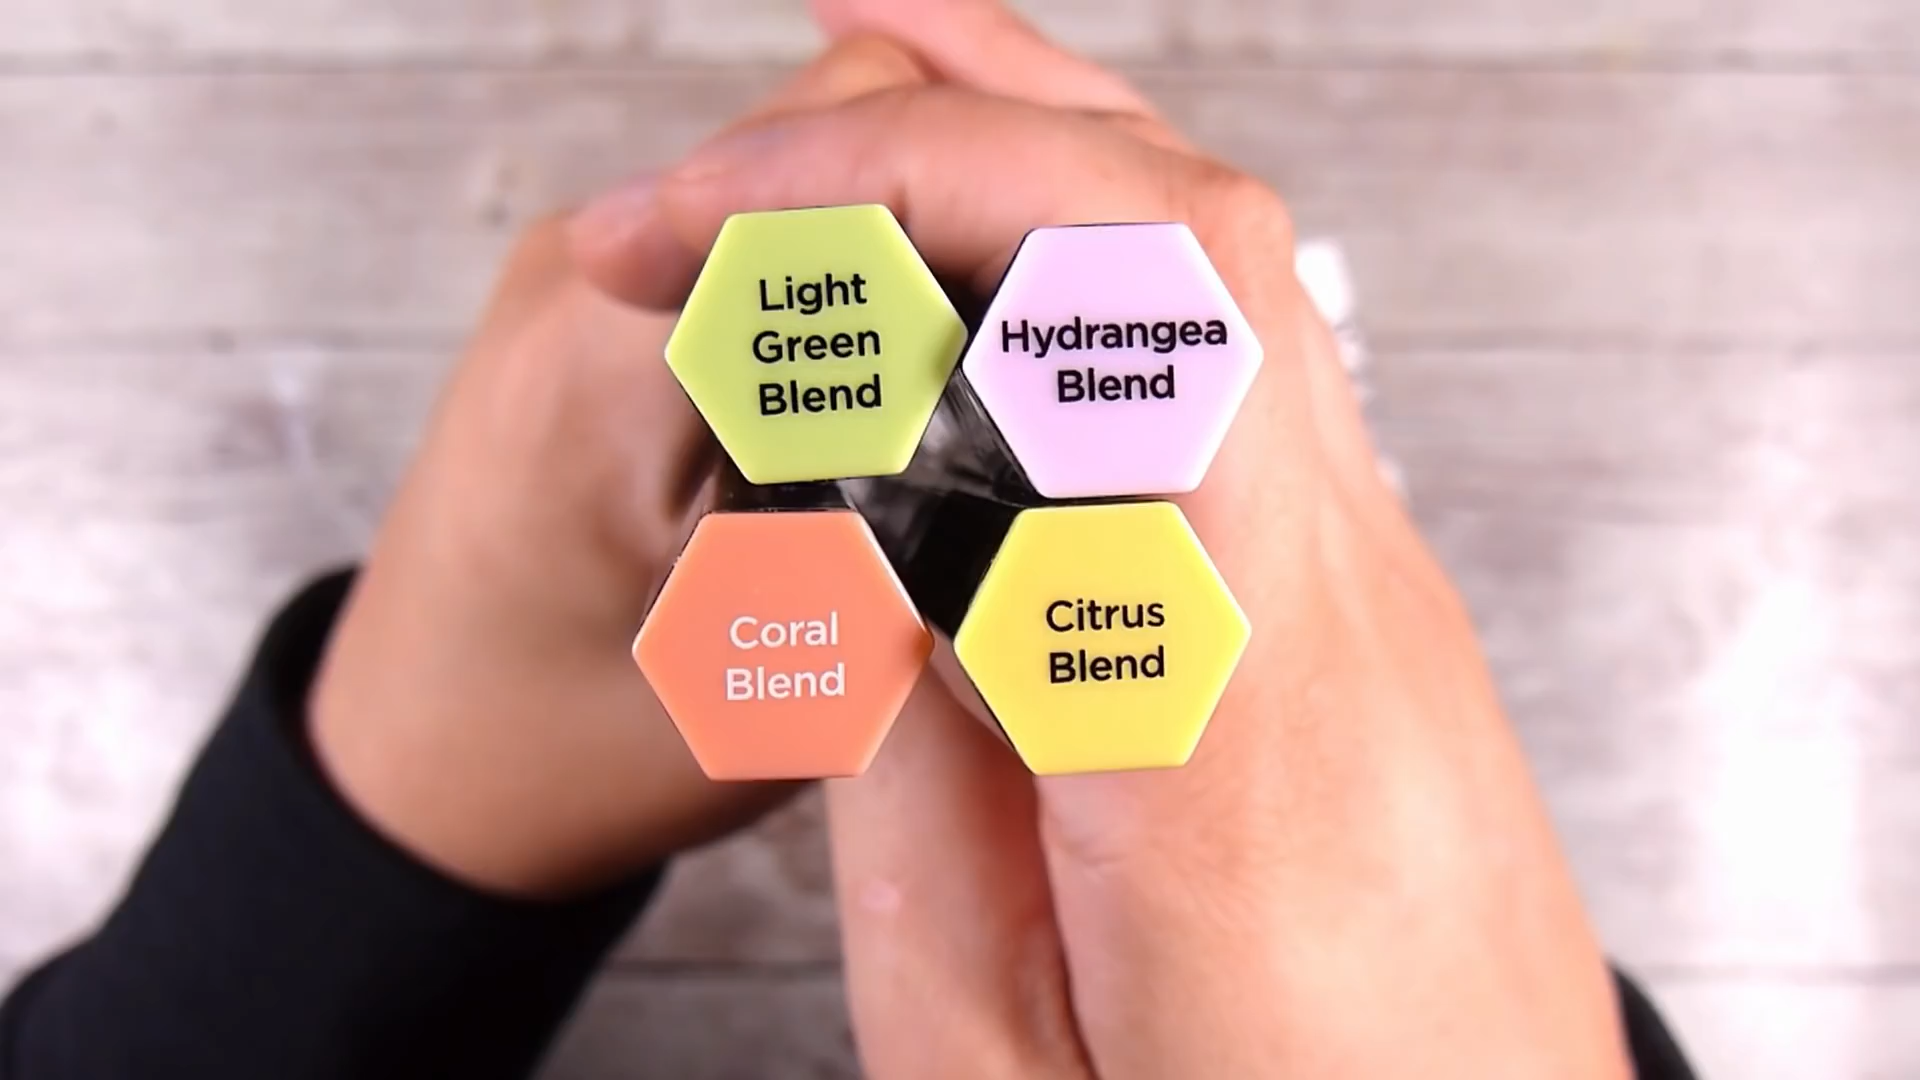 Light
Green
Blend
Hydrangea
Blend
Coral
Blend
Citrus
Blend